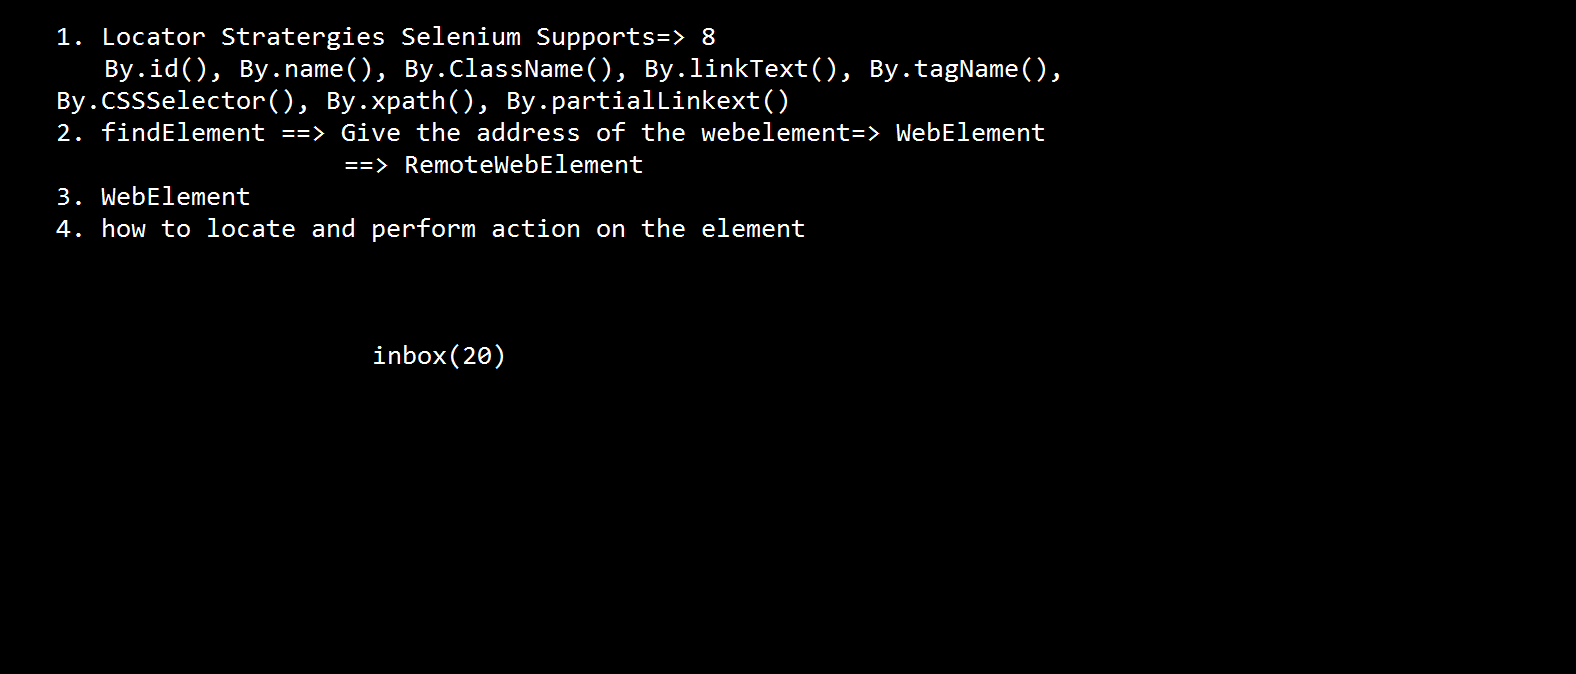 1. Locator Stratergies Selenium Supports=> 8
By.id(), By.name(), By.ClassName(), By.linkText(), By.tagName(),
By.CSSSelector(), By.xpath(), By.partialLinkext()
2. findElement ==> Give the address of the webelement=> WebElement
==> RemoteWebElement
3. WebElement
4. how to locate and perform action on the element
inbox(20)